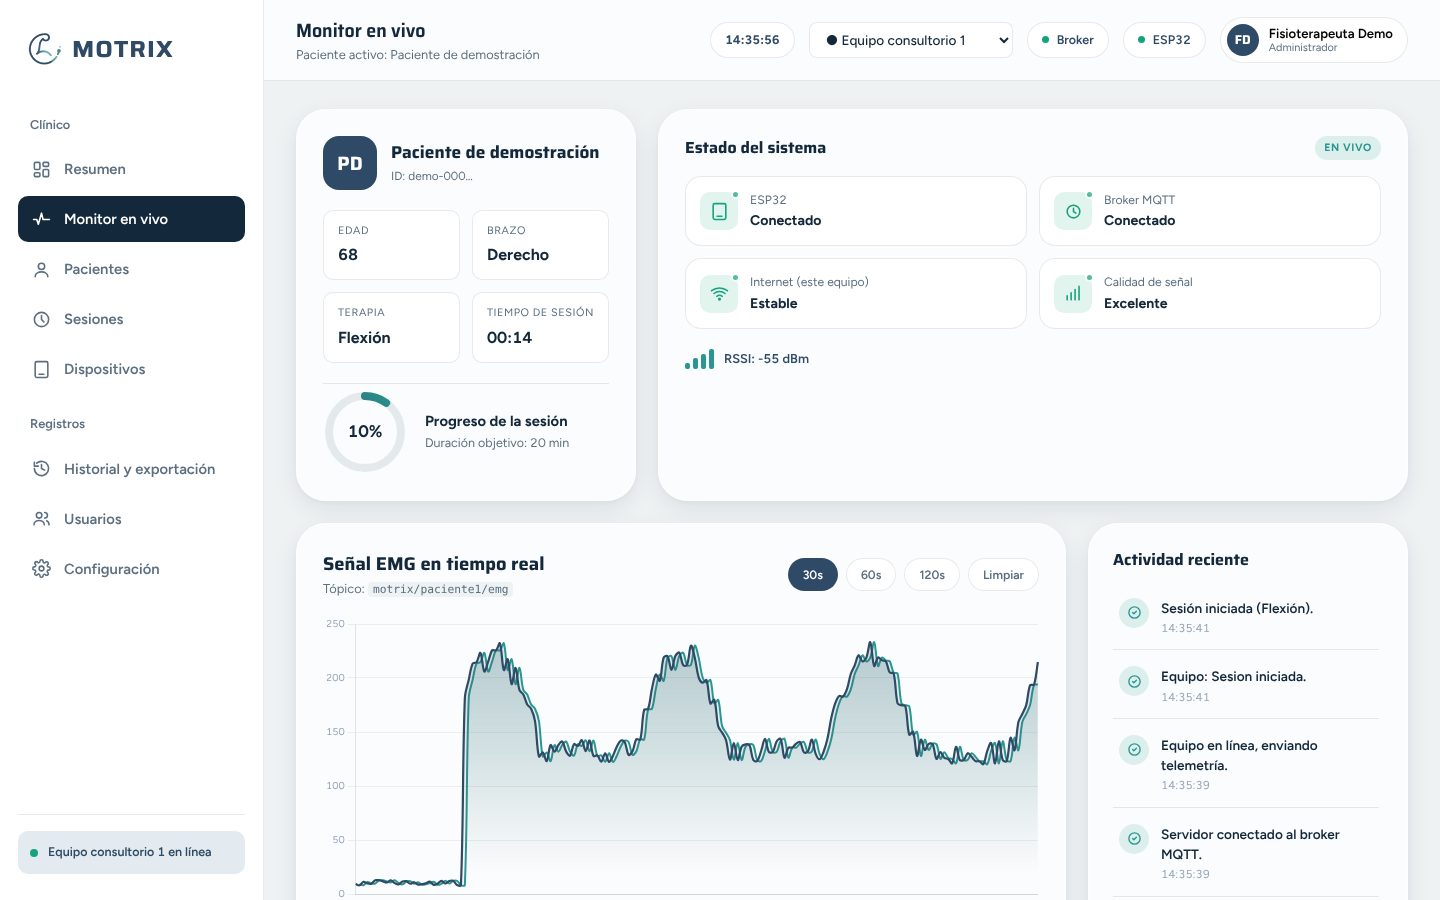 MOTRIX
Clínico
Resumen
Monitor en vivo
Pacientes
Sesiones
Dispositivos
Registros
Historial y exportación
Usuarios
Configuración
Equipo consultorio 1 en línea
Monitor en vivo
Paciente activo: Paciente de demostración
14:35:56
Equipo consultorio 1
Broker
ESP32
FD
Fisioterapeuta Demo
Administrador
PD
Paciente de demostración
ID: demo-000...
EDAD
68
BRAZO
Derecho
TERAPIA
Flexión
TIEMPO DE SESIÓN
00:14
10%
Progreso de la sesión
Duración objetivo: 20 min
Estado del sistema
EN VIVO
ESP32
Conectado
Broker MQTT
Conectado
Internet (este equipo)
Estable
Calidad de señal
Excelente
RSSI: -55 dBm
Señal EMG en tiempo real
Tópico: motrix/paciente1/emg
30s
60s
120s
Limpiar
250
200
150
100
50
0
Actividad reciente
Sesión iniciada (Flexión).
14:35:41
Equipo: Sesion iniciada.
14:35:41
Equipo en línea, enviando
telemetría.
14:35:39
Servidor conectado al broker
MQTT.
14:35:39